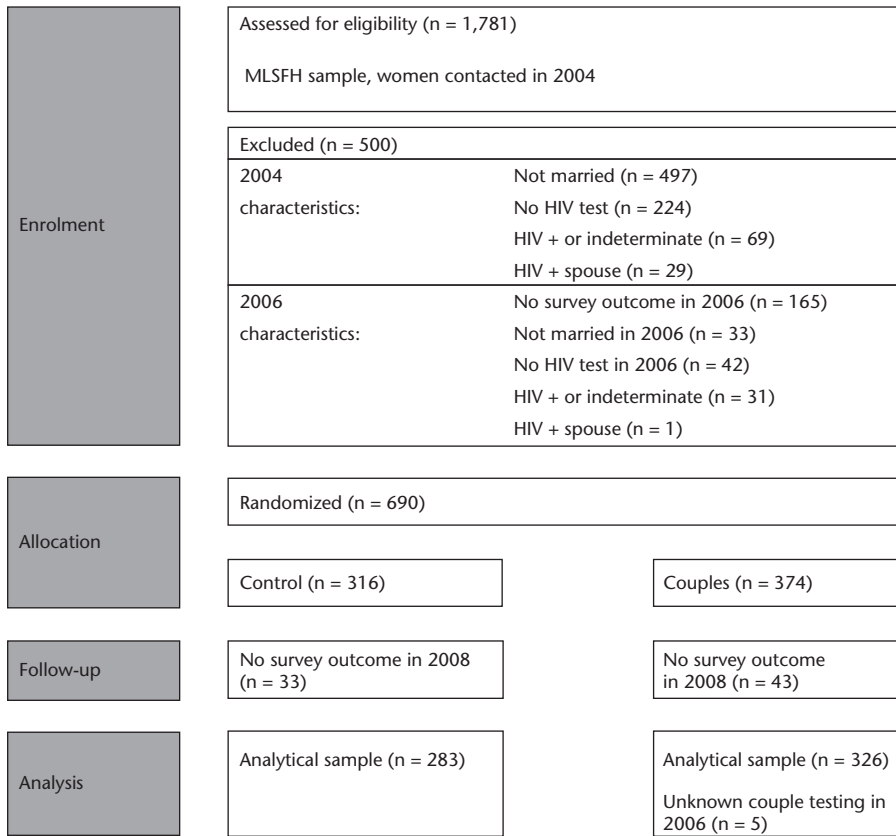 Enrolment
Assessed for eligibility (n = 1,781)
MLSFH sample, women contacted in 2004
Excluded (n = 500)
2004 Not married (n = 497)
characteristics: No HIV test (n = 224)
HIV + or indeterminate (n = 69)
HIV + spouse (n = 29)
2006 No survey outcome in 2006 (n = 165)
characteristics: Not married in 2006 (n = 33)
No HIV test in 2006 (n = 42)
HIV + or indeterminate (n = 31)
HIV + spouse (n = 1)
Allocation
Randomized (n = 690)
Control (n = 316)
Couples (n = 374)
Follow-up
No survey outcome in 2008
(n = 33)
No survey outcome
in 2008 (n = 43)
Analysis
Analytical sample (n = 283)
Analytical sample (n = 326)
Unknown couple testing in
2006 (n = 5)